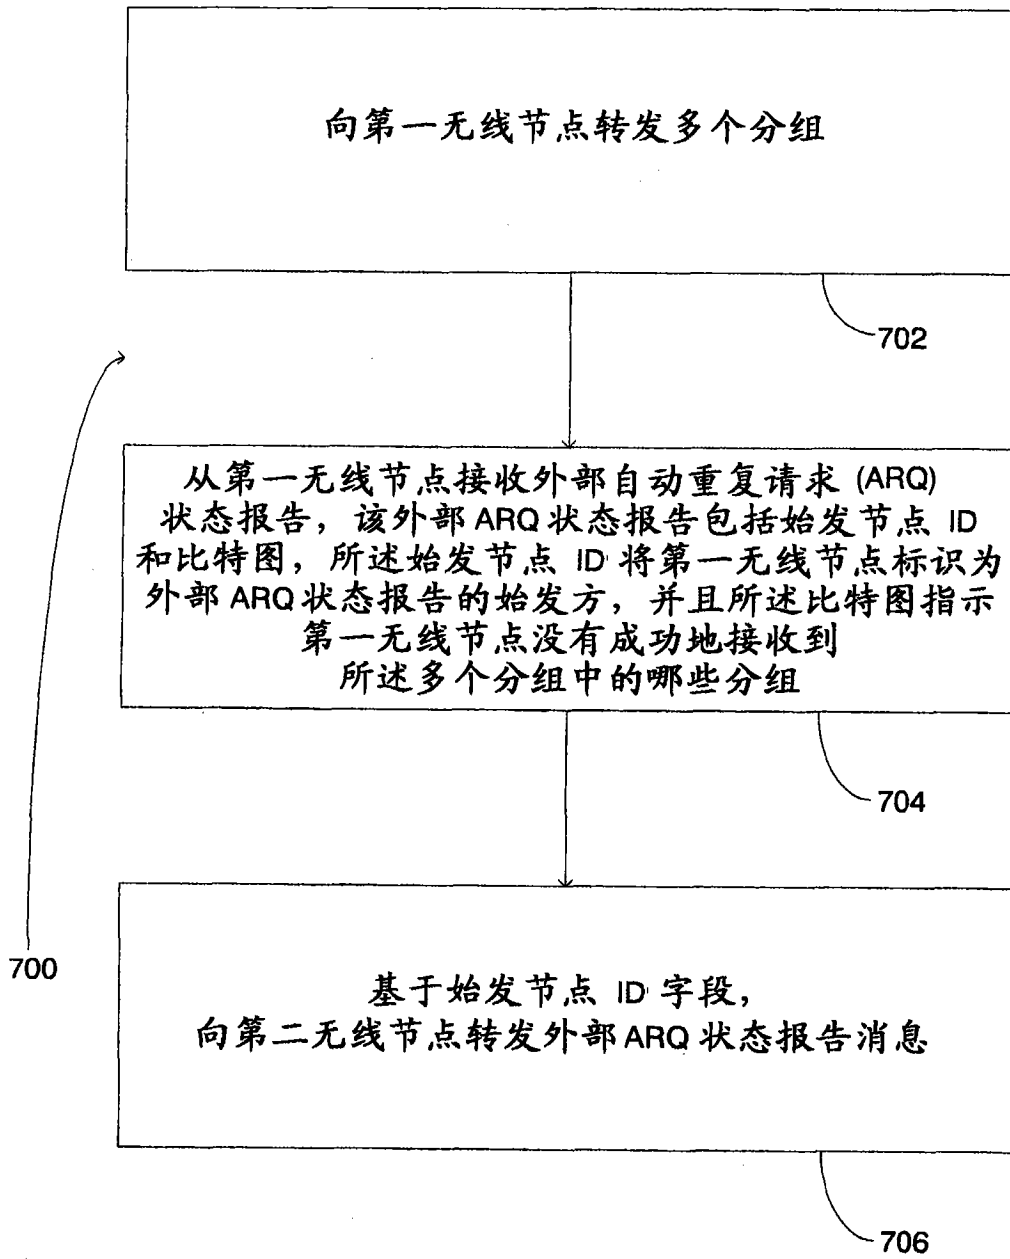 向第一无线节点转发多个分组
702
从第一无线节点接收外部自动重复请求 (ARQ)
状态报告，该外部 ARQ 状态报告包括始发节点 ID
和比特图，所述始发节点 ID 将第一无线节点标识为
外部 ARQ 状态报告的始发方，并且所述比特图指示
第一无线节点没有成功地接收到
所述多个分组中的哪些分组
704
700
基于始发节点 ID 字段，
向第二无线节点转发外部 ARQ 状态报告消息
706